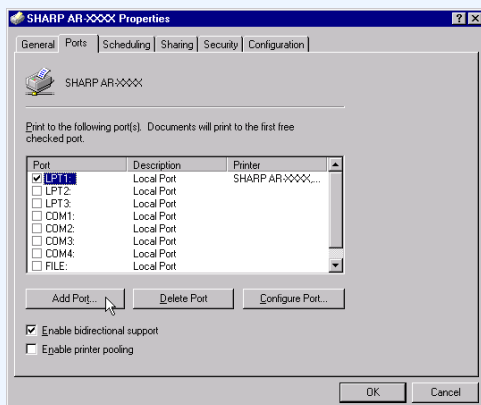 SHARP AR-XXXX Properties
General Ports Scheduling Sharing Security Configuration
SHARP AR-XXXX
Print to the following port(s). Documents will print to the first free
checked port.
Port Description Printer
LPT1: Local Port SHARP AR-XXXX,...
LPT2: Local Port
LPT3: Local Port
COM1: Local Port
COM2: Local Port
COM3: Local Port
COM4: Local Port
FILE: Local Port
Add Port... Delete Port Configure Port...
Enable bidirectional support
Enable printer pooling
OK Cancel